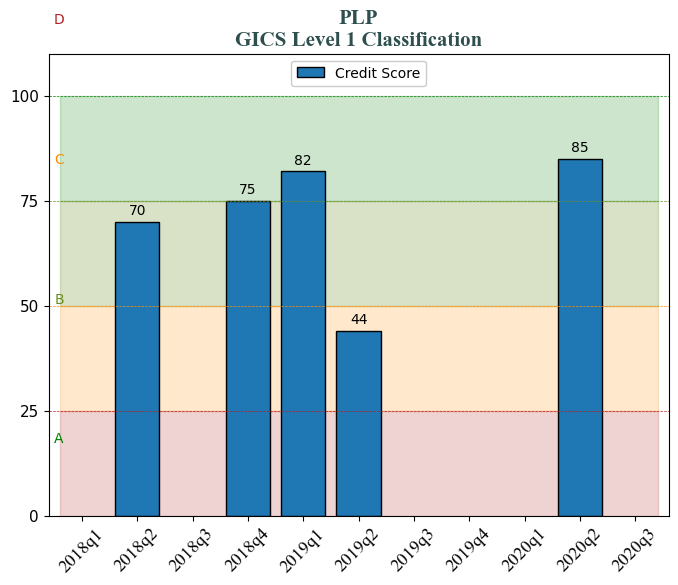 D
PLP
GICS Level 1 Classification
Credit Score
100
C
85
82
75
75
70
B
50
44
25
A
0
2018q1
2018q2
2018q3
2018q4
2019q1
2019q2
2019q3
2019q4
2020q1
2020q2
2020q3